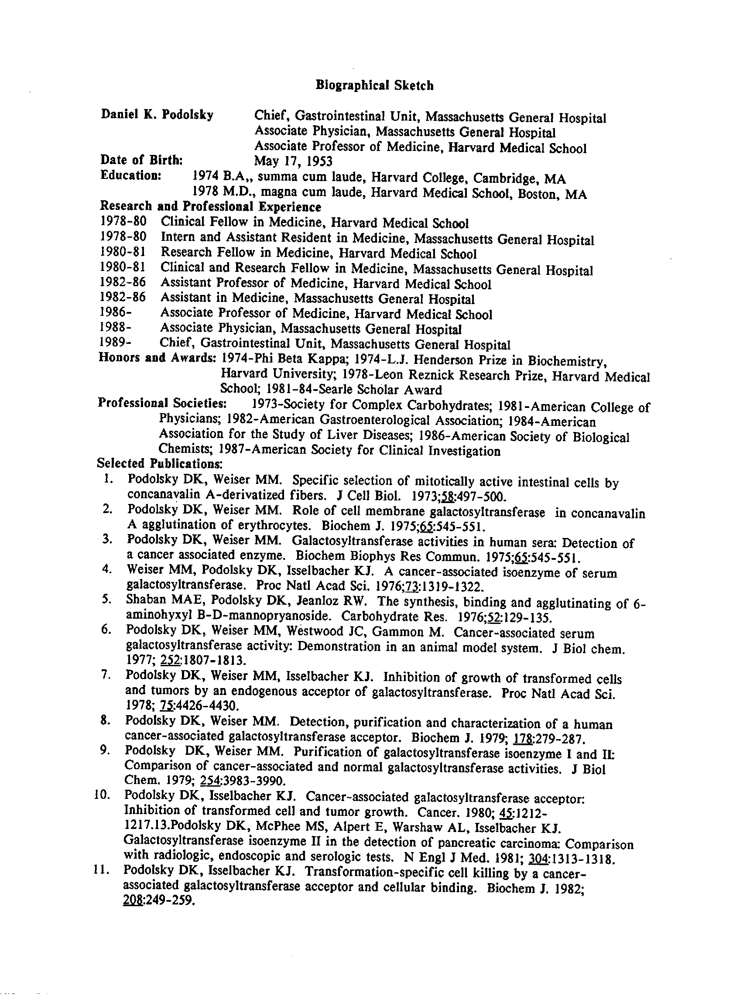 Biographical Sketch
Daniel K. Podolsky Chief, Gastrointestinal Unit, Massachusetts General Hospital
Associate Physician, Massachusetts General Hospital
Associate Professor of Medicine, Harvard Medical School
Date of Birth: May 17, 1953
Education: 1974 B.A,, summa cum laude, Harvard College, Cambridge, MA
1978 M.D., magna cum laude, Harvard Medical School, Boston, MA
Research and Professional Experience
1978-80 Clinical Fellow in Medicine, Harvard Medical School
1978-80 Intern and Assistant Resident in Medicine, Massachusetts General Hospital
1980-81 Research Fellow in Medicine, Harvard Medical School
1980-81 Clinical and Research Fellow in Medicine, Massachusetts General Hospital
1982-86 Assistant Professor of Medicine, Harvard Medical School
1982-86 Assistant in Medicine, Massachusetts General Hospital
1986- Associate Professor of Medicine, Harvard Medical School
1988- Associate Physician, Massachusetts General Hospital
1989- Chief, Gastrointestinal Unit, Massachusetts General Hospital
Honors and Awards: 1974-Phi Beta Kappa; 1974-L.J. Henderson Prize in Biochemistry,
Harvard University; 1978-Leon Reznick Research Prize, Harvard Medical
School; 1981-84-Searle Scholar Award
Professional Societies: 1973-Society for Complex Carbohydrates; 1981-American College of
Physicians; 1982-American Gastroenterological Association; 1984-American
Association for the Study of Liver Diseases; 1986-American Society of Biological
Chemists; 1987-American Society for Clinical Investigation
Selected Publications:
1. Podolsky DK, Weiser MM. Specific selection of mitotically active intestinal cells by
concanavalin A-derivatized fibers. J Cell Biol. 1973;58:497-500.
2. Podolsky DK, Weiser MM. Role of cell membrane galactosyltransferase in concanavalin
A agglutination of erythrocytes. Biochem J. 1975;65:545-551.
3. Podolsky DK, Weiser MM. Galactosyltransferase activities in human sera: Detection of
a cancer associated enzyme. Biochem Biophys Res Commun. 1975;65:545-551.
4. Weiser MM, Podolsky DK, Isselbacher KJ. A cancer-associated isoenzyme of serum
galactosyltransferase. Proc Natl Acad Sci. 1976;73:1319-1322.
5. Shaban MAE, Podolsky DK, Jeanloz RW. The synthesis, binding and agglutinating of 6-
aminohyxyl B-D-mannopryanoside. Carbohydrate Res. 1976;52:129-135.
6. Podolsky DK, Weiser MM, Westwood JC, Gammon M. Cancer-associated serum
galactosyltransferase activity: Demonstration in an animal model system. J Biol chem.
1977; 252:1807-1813.
7. Podolsky DK, Weiser MM, Isselbacher KJ. Inhibition of growth of transformed cells
and tumors by an endogenous acceptor of galactosyltransferase. Proc Natl Acad Sci.
1978; 75:4426-4430.
8. Podolsky DK, Weiser MM. Detection, purification and characterization of a human
cancer-associated galactosyltransferase acceptor. Biochem J. 1979; 178:279-287.
9. Podolsky DK, Weiser MM. Purification of galactosyltransferase isoenzyme I and II:
Comparison of cancer-associated and normal galactosyltransferase activities. J Biol
Chem. 1979; 254:3983-3990.
10. Podolsky DK, Isselbacher KJ. Cancer-associated galactosyltransferase acceptor:
Inhibition of transformed cell and tumor growth. Cancer. 1980; 45:1212-
1217.13.Podolsky DK, McPhee MS, Alpert E, Warshaw AL, Isselbacher KJ.
Galactosyltransferase isoenzyme II in the detection of pancreatic carcinoma: Comparison
with radiologic, endoscopic and serologic tests. N Engl J Med. 1981; 304:1313-1318.
11. Podolsky DK, Isselbacher KJ. Transformation-specific cell killing by a cancer-
associated galactosyltransferase acceptor and cellular binding. Biochem J. 1982;
208:249-259.